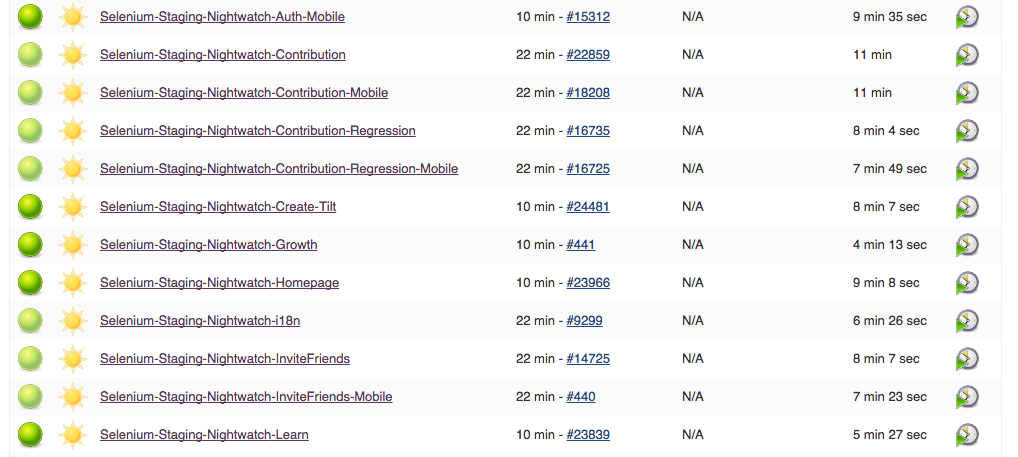 Selenium-Staging-Nightwatch-Auth-Mobile 10 min - #15312 N/A 9 min 35 sec
Selenium-Staging-Nightwatch-Contribution 22 min - #22859 N/A 11 min
Selenium-Staging-Nightwatch-Contribution-Mobile 22 min - #18208 N/A 11 min
Selenium-Staging-Nightwatch-Contribution-Regression 22 min - #16735 N/A 8 min 4 sec
Selenium-Staging-Nightwatch-Contribution-Regression-Mobile 22 min - #16725 N/A 7 min 49 sec
Selenium-Staging-Nightwatch-Create-Tilt 10 min - #24481 N/A 8 min 7 sec
Selenium-Staging-Nightwatch-Growth 10 min - #441 N/A 4 min 13 sec
Selenium-Staging-Nightwatch-Homepage 10 min - #23966 N/A 9 min 8 sec
Selenium-Staging-Nightwatch-i18n 22 min - #9299 N/A 6 min 26 sec
Selenium-Staging-Nightwatch-InviteFriends 22 min - #14725 N/A 8 min 7 sec
Selenium-Staging-Nightwatch-InviteFriends-Mobile 22 min - #440 N/A 7 min 23 sec
Selenium-Staging-Nightwatch-Learn 10 min - #23839 N/A 5 min 27 sec